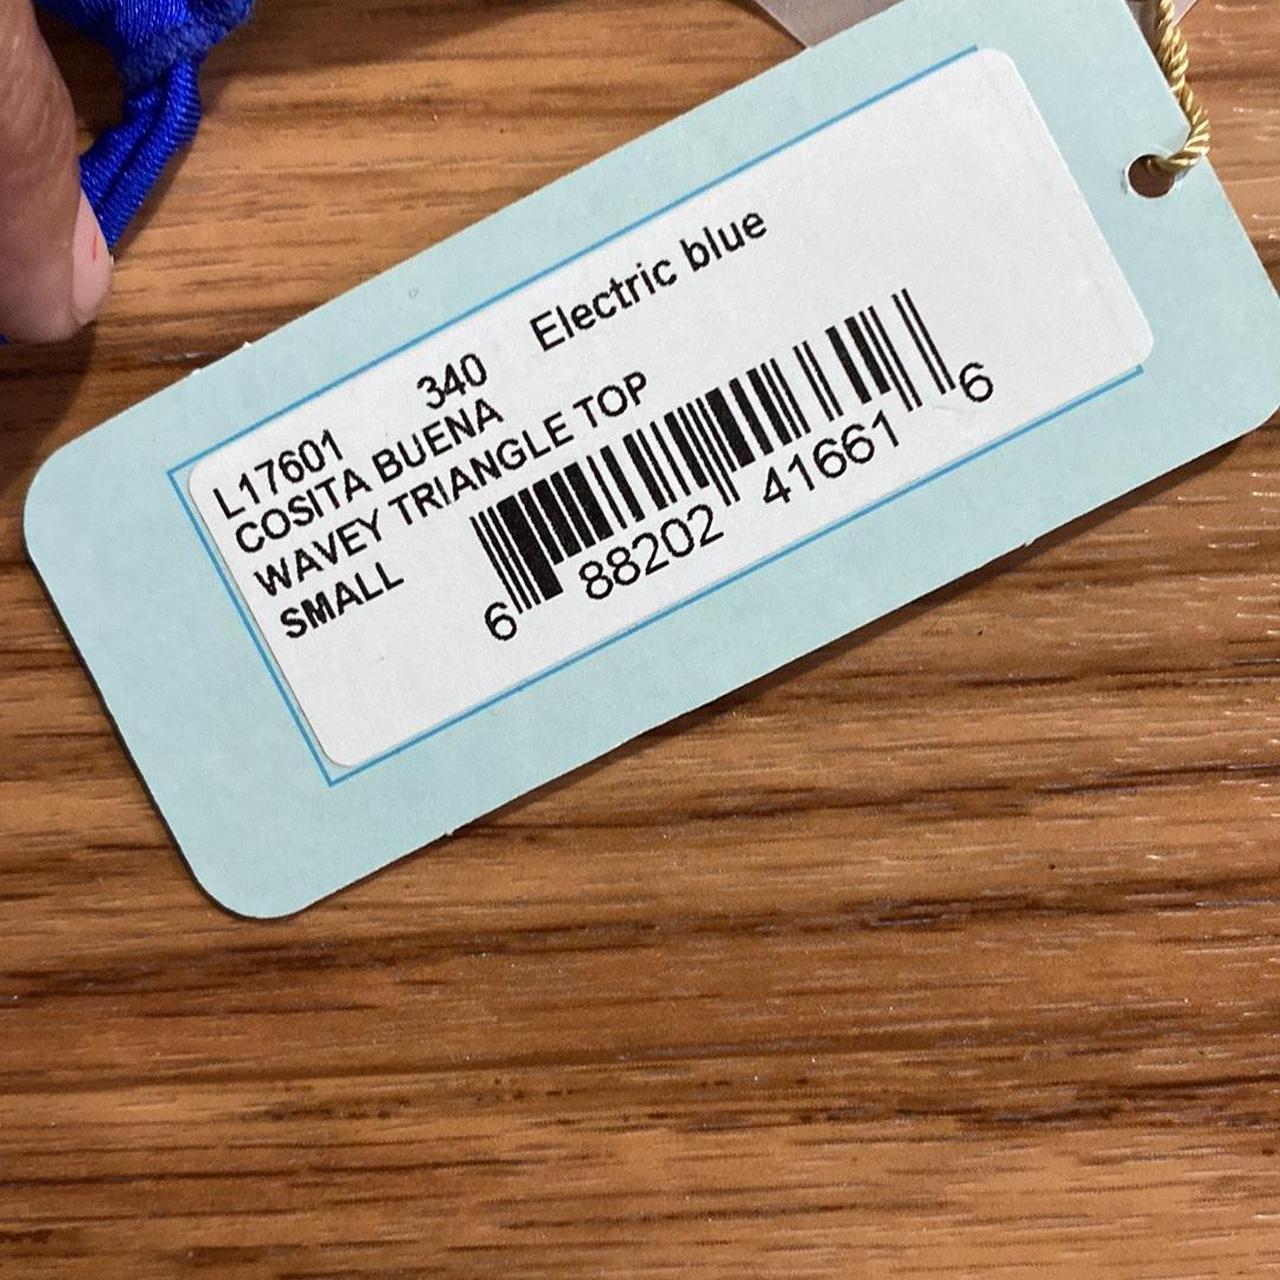 L17601 340 Electric blue
COSITA BUENA
WAVEY TRIANGLE TOP
SMALL
6 88202 41661 6